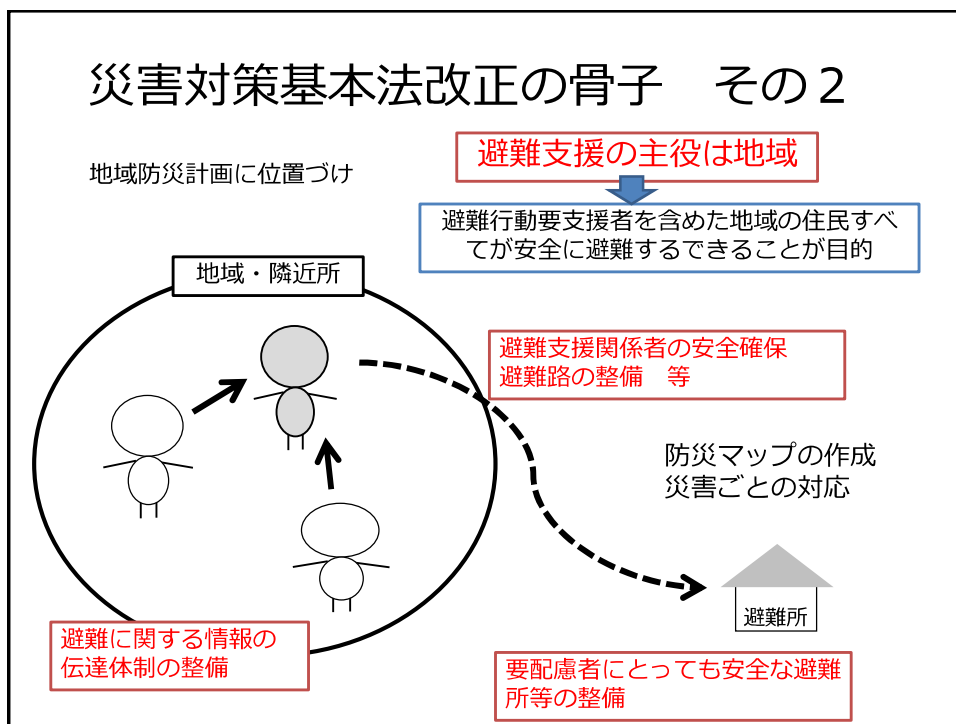 災害対策基本法改正の骨子　その２
地域防災計画に位置づけ
避難支援の主役は地域
避難行動要支援者を含めた地域の住民すべ
てが安全に避難するできることが目的
地域・隣近所
避難支援関係者の安全確保
避難路の整備　等
防災マップの作成
災害ごとの対応
避難所
避難に関する情報の
伝達体制の整備
要配慮者にとっても安全な避難
所等の整備